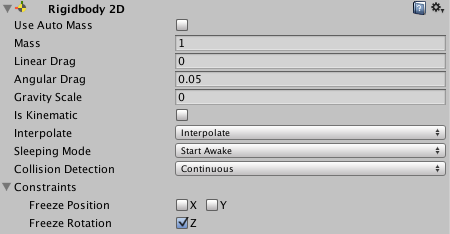 Rigidbody 2D
Use Auto Mass
Mass 1
Linear Drag 0
Angular Drag 0.05
Gravity Scale 0
Is Kinematic
Interpolate Interpolate
Sleeping Mode Start Awake
Collision Detection Continuous
Constraints
Freeze Position X Y
Freeze Rotation Z